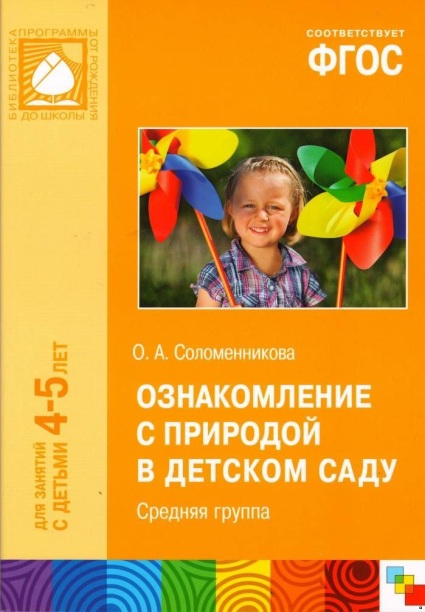 БИБЛИОТЕКА
ПРОГРАММЫ
ОТ РОЖДЕНИЯ
ДО ШКОЛЫ
СООТВЕТСТВУЕТ
ФГОС
О. А. Соломенникова
ОЗНАКОМЛЕНИЕ
С ПРИРОДОЙ
В ДЕТСКОМ САДУ
Средняя группа
ДЛЯ ЗАНЯТИЙ
С ДЕТЬМИ 4-5 ЛЕТ